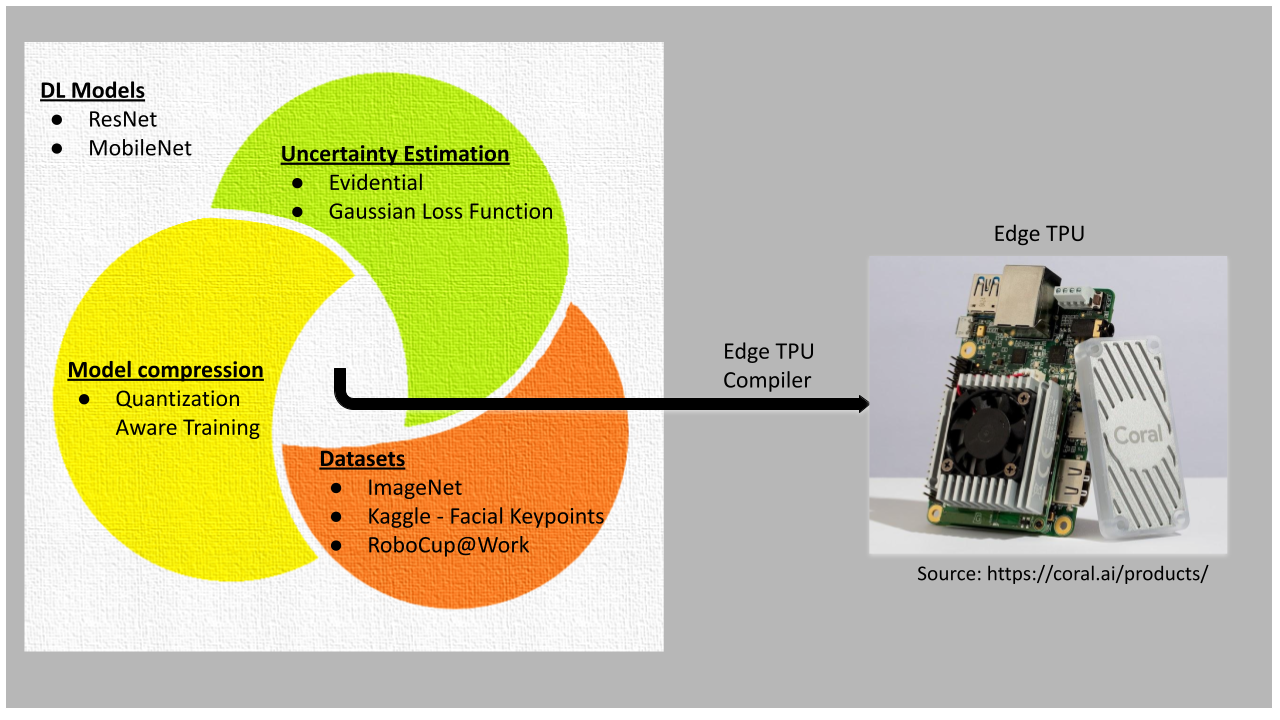 DL Models
● ResNet
● MobileNet
Uncertainty Estimation
● Evidential
● Gaussian Loss Function
Model compression
● Quantization
Aware Training
Datasets
● ImageNet
● Kaggle - Facial Keypoints
● RoboCup@Work
Edge TPU
Compiler
Edge TPU
Coral
Source: https://coral.ai/products/